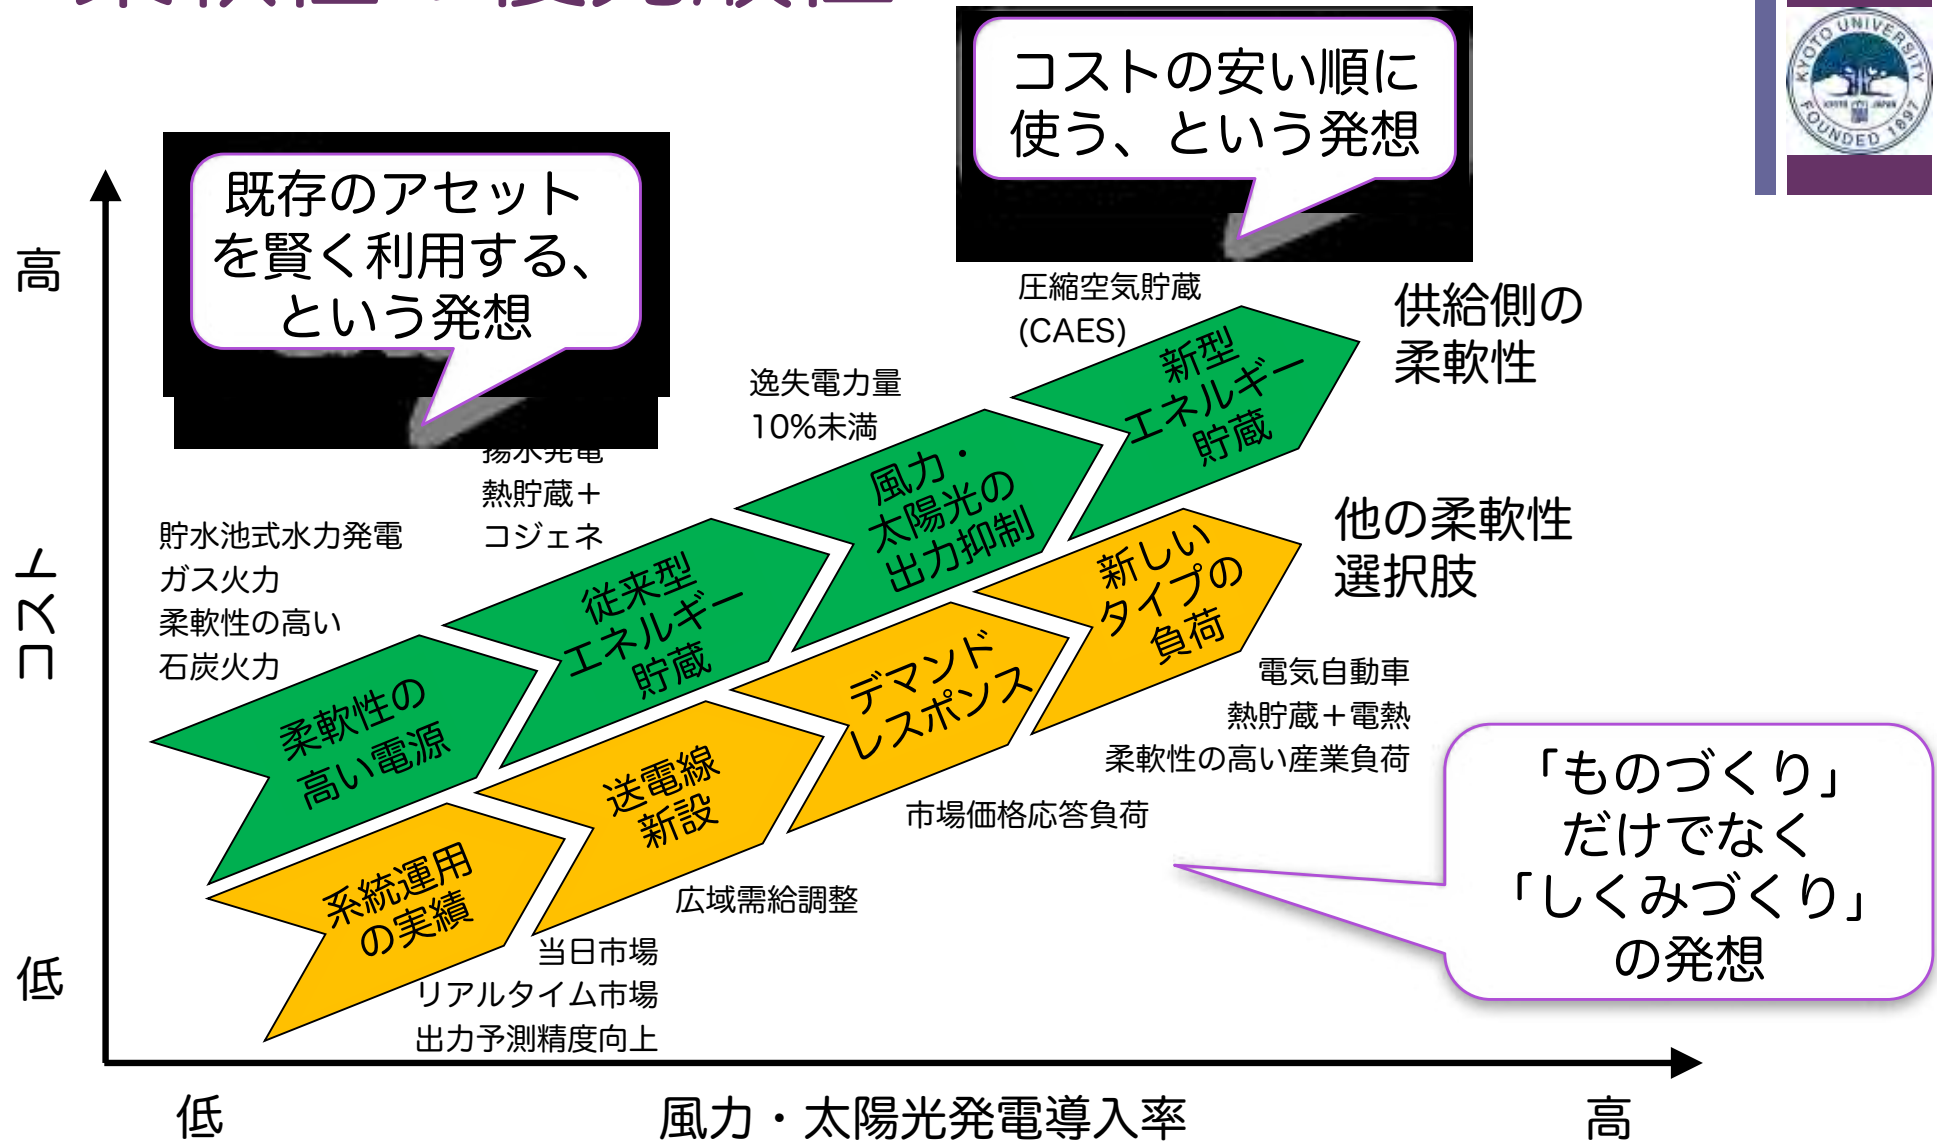 コストの安い順に
使う、という発想
KYOTO UNIVERSITY
FOUNDED 1897
既存のアセット
を賢く利用する、
という発想
高
コスト
低
圧縮空気貯蔵
(CAES)
供給側の
柔軟性
新型
エネルギー
貯蔵
逸失電力量
10%未満
風力・
太陽光の
出力抑制
揚水発電
熱貯蔵＋
コジェネ
従来型
エネルギー
貯蔵
貯水池式水力発電
ガス火力
柔軟性の高い
石炭火力
柔軟性の
高い電源
他の柔軟性
選択肢
新しい
タイプの
負荷
電気自動車
熱貯蔵＋電熱
柔軟性の高い産業負荷
デマンド
レスポンス
市場価格応答負荷
送電線
新設
広域需給調整
系統運用
の実績
当日市場
リアルタイム市場
出力予測精度向上
「ものづくり」
だけでなく
「しくみづくり」
の発想
低
風力・太陽光発電導入率
高